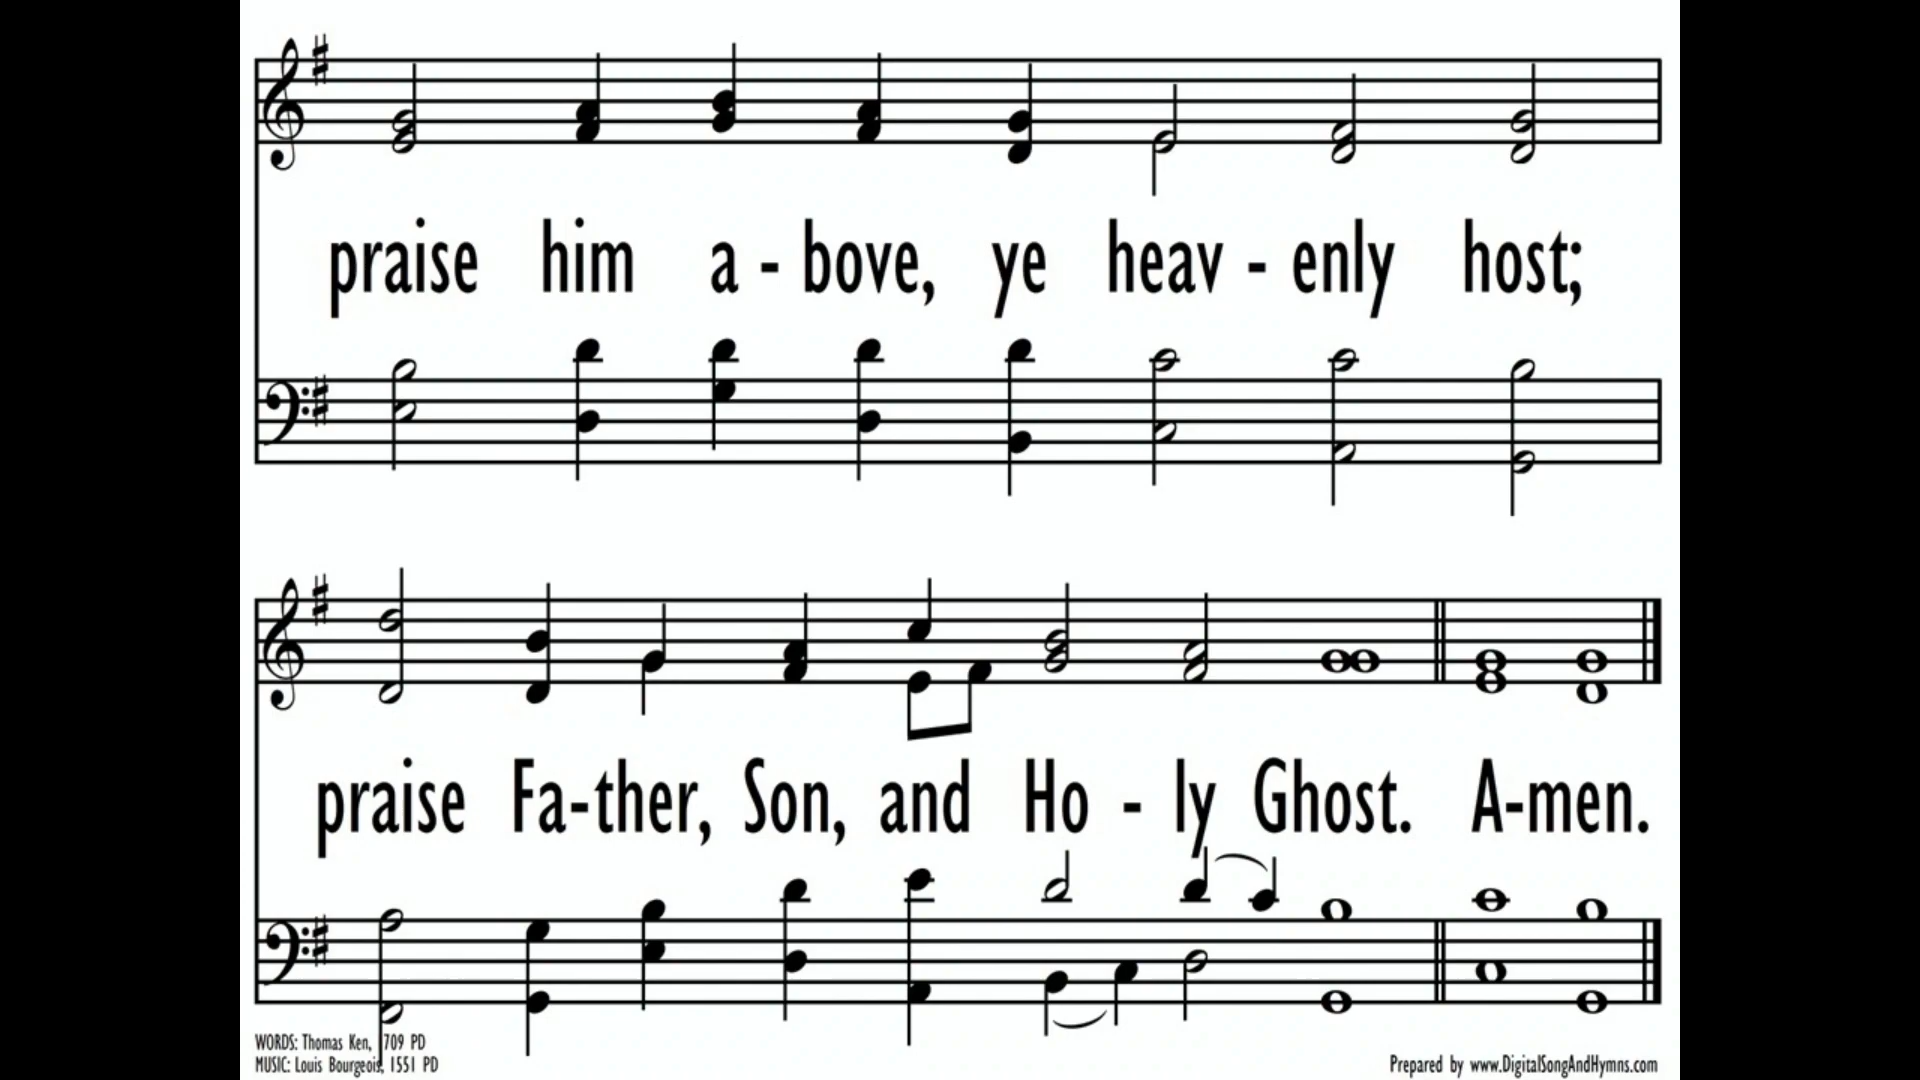 praise him a - bove, ye heav - enly host;
praise Fa-ther, Son, and Ho - ly Ghost. A-men.
WORDS: Thomas Ken, 709 PD
MUSIC: Louis Bourgeois, 1551 PD
Prepared by www.DigitalSongAndHymns.com